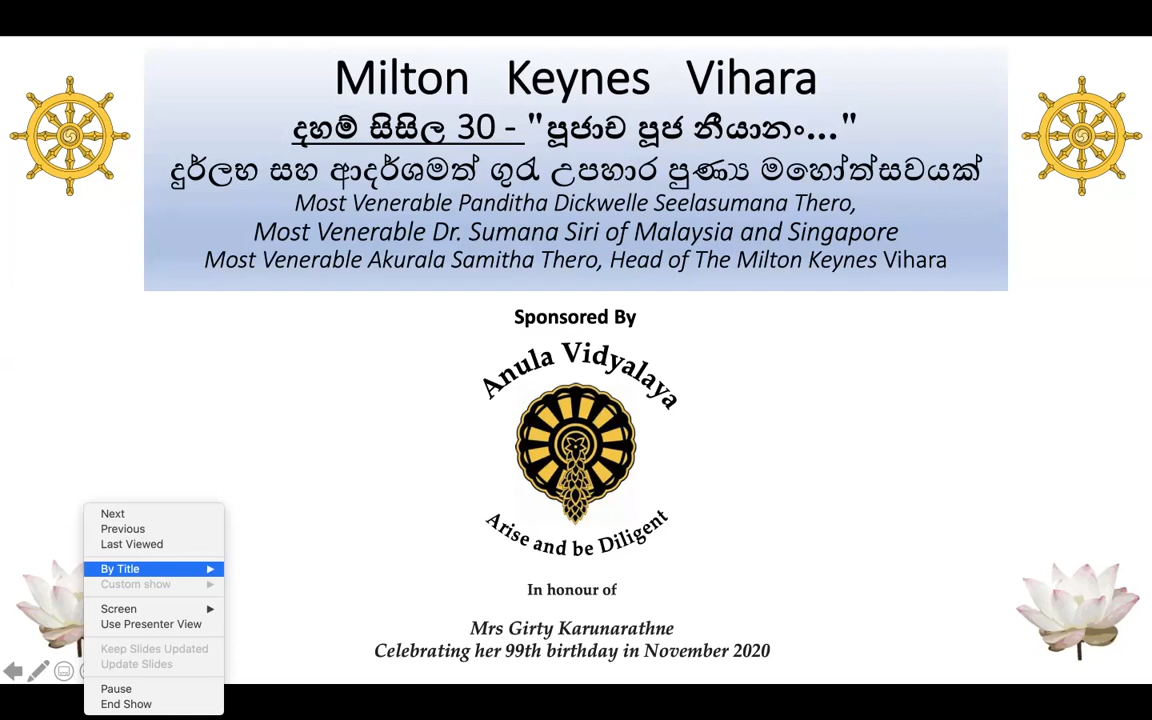 Milton Keynes Vihara
දහම් සිසිල 30 - "පූජාච පූජ නීයානං..."
දුර්ලභ සහ ආදර්ශමත් ගුරු උපහාර පුණ්‍ය මහෝත්සවයක්
Most Venerable Panditha Dickwelle Seelasumana Thero,
Most Venerable Dr. Sumana Siri of Malaysia and Singapore
Most Venerable Akurala Samitha Thero, Head of The Milton Keynes Vihara
Sponsored By
Anula Vidyalaya
Arise and be Diligent
In honour of
Mrs Girty Karunarathne
Celebrating her 99th birthday in November 2020
Next
Previous
Last Viewed
By Title
Custom show
Screen
Use Presenter View
Keep Slides Updated
Update Slides
Pause
End Show